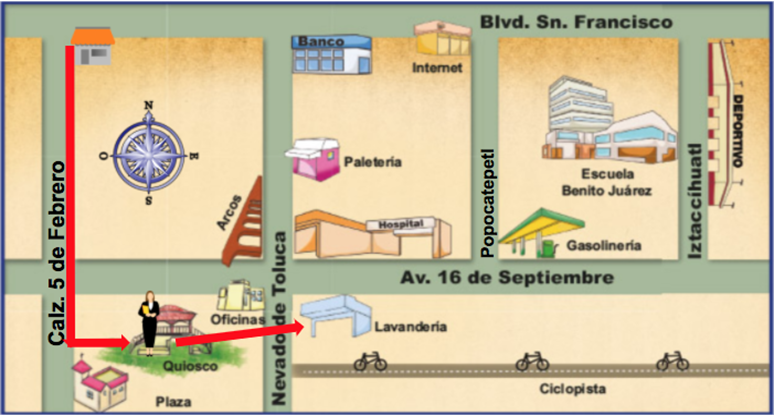 Blvd. Sn. Francisco
Banco
Internet
N
O
E
S
Paletería
Escuela
Benito Juárez
DEPORTIVO
Calz. 5 de Febrero
Arcos
Hospital
Popocatepetl
Gasolinería
Iztaccihuatl
Nevado de Toluca
Av. 16 de Septiembre
Oficinas
Lavandería
Quiosco
Ciclopista
Plaza